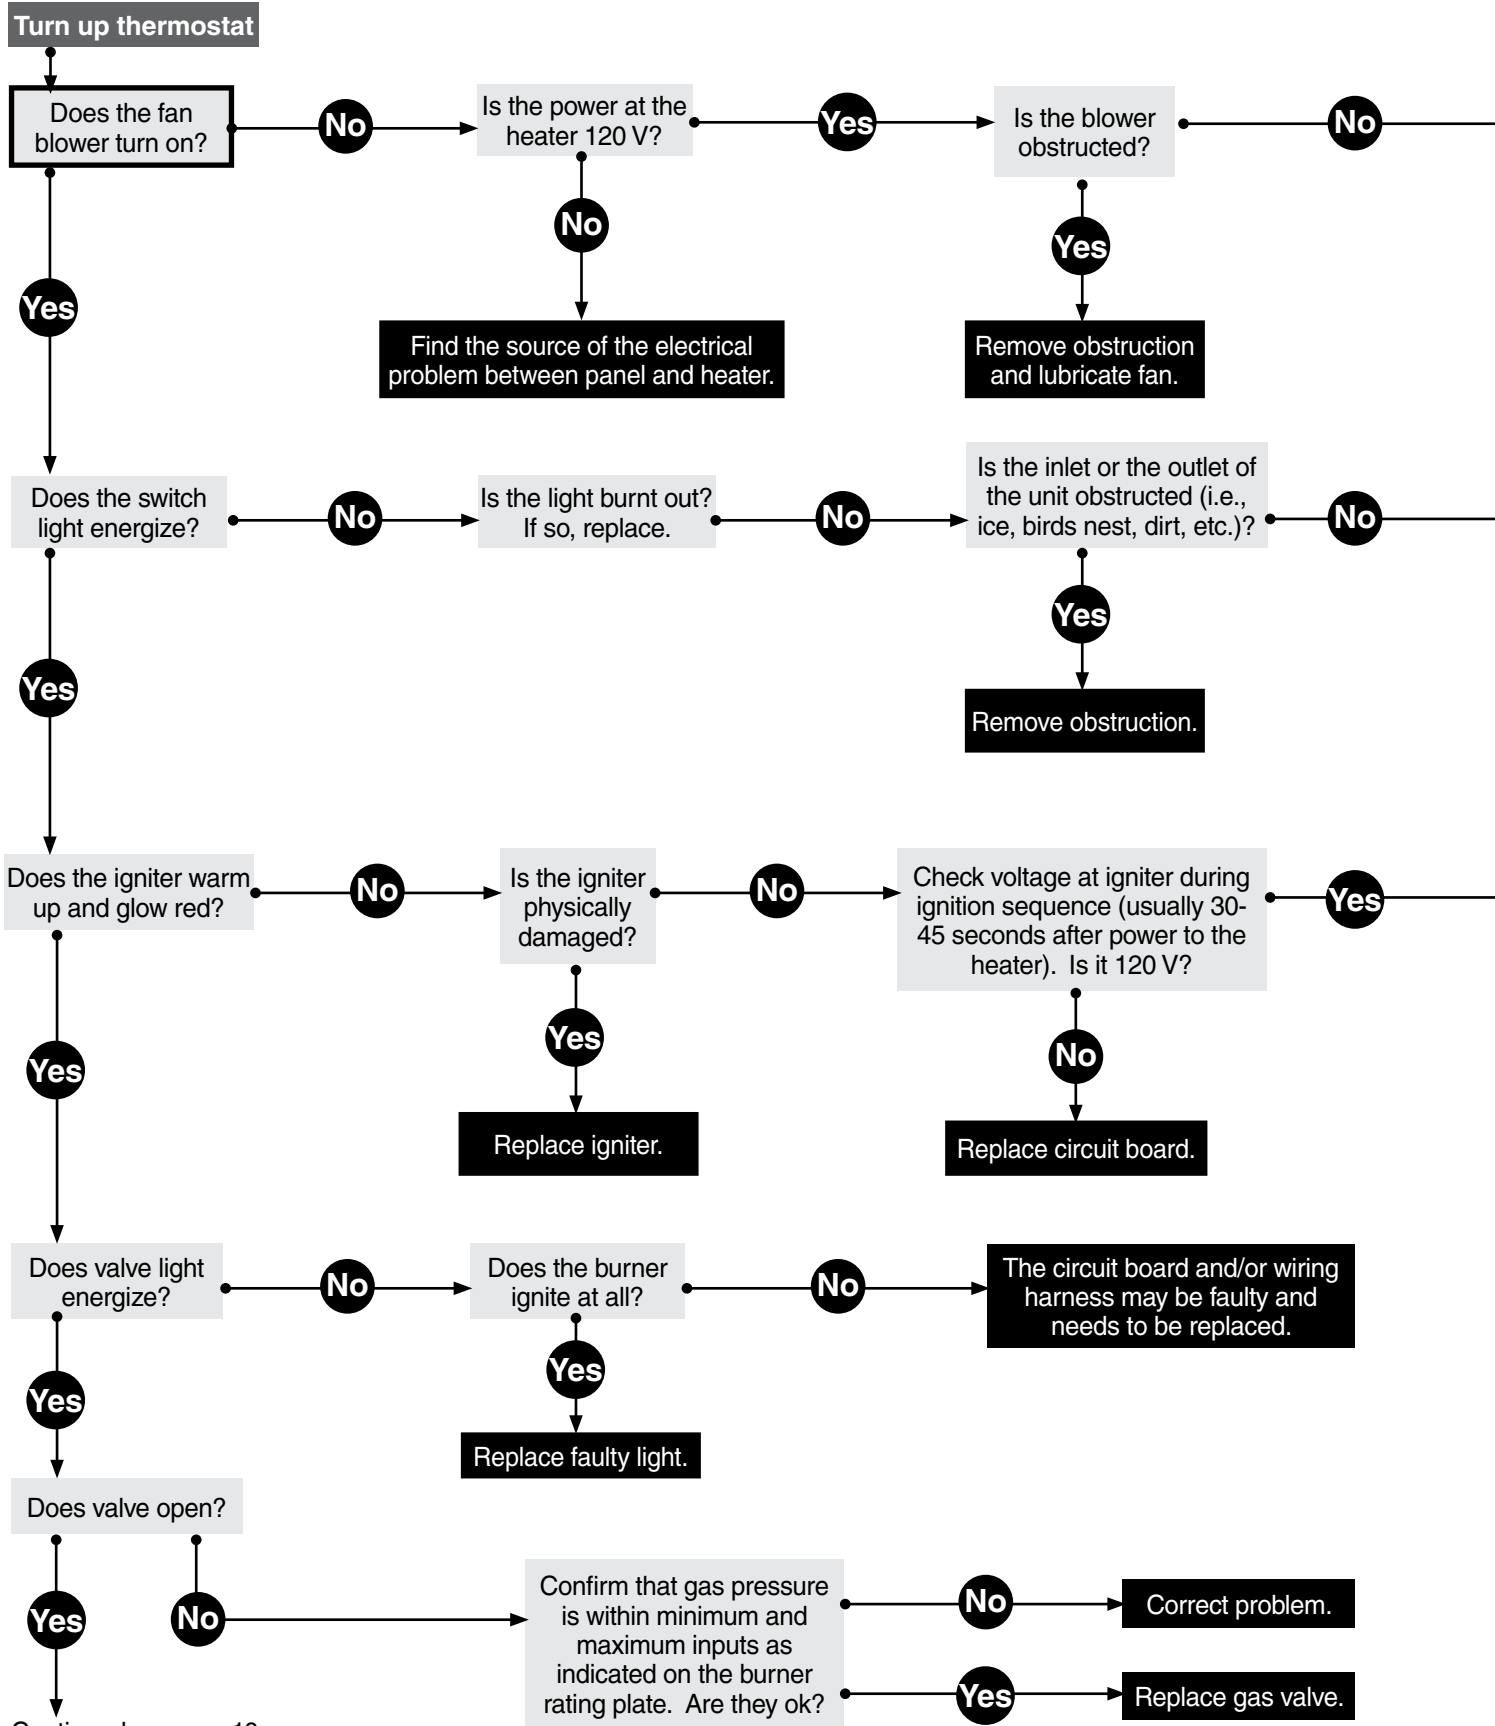 Turn up thermostat
Does the fan
blower turn on?
No
Is the power at the
heater 120 V?
Yes
Is the blower
obstructed?
No
No
Yes
Yes
Find the source of the electrical
problem between panel and heater.
Remove obstruction
and lubricate fan.
Does the switch
light energize?
No
Is the light burnt out?
If so, replace.
No
Is the inlet or the outlet of
the unit obstructed (i.e.,
ice, birds nest, dirt, etc.)?
No
Yes
Yes
Remove obstruction.
Does the igniter warm
up and glow red?
No
Is the igniter
physically
damaged?
No
Check voltage at igniter during
ignition sequence (usually 30-
45 seconds after power to the
heater).  Is it 120 V?
Yes
Yes
No
Yes
Replace igniter.
Replace circuit board.
Does valve light
energize?
No
Does the burner
ignite at all?
No
The circuit board and/or wiring
harness may be faulty and
needs to be replaced.
Yes
Yes
Replace faulty light.
Does valve open?
Yes
No
Confirm that gas pressure
is within minimum and
maximum inputs as
indicated on the burner
rating plate.  Are they ok?
No
Correct problem.
Yes
Replace gas valve.